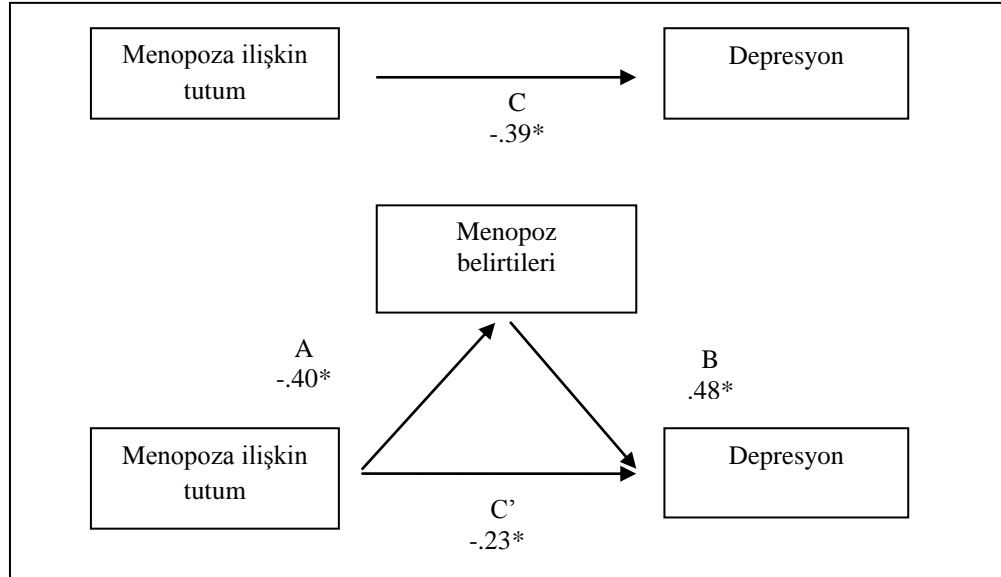 Menopoza ilişkin
tutum
Depresyon
C
-.39*
Menopoz
belirtileri
A
-.40*
B
.48*
Menopoza ilişkin
tutum
Depresyon
C’
-.23*